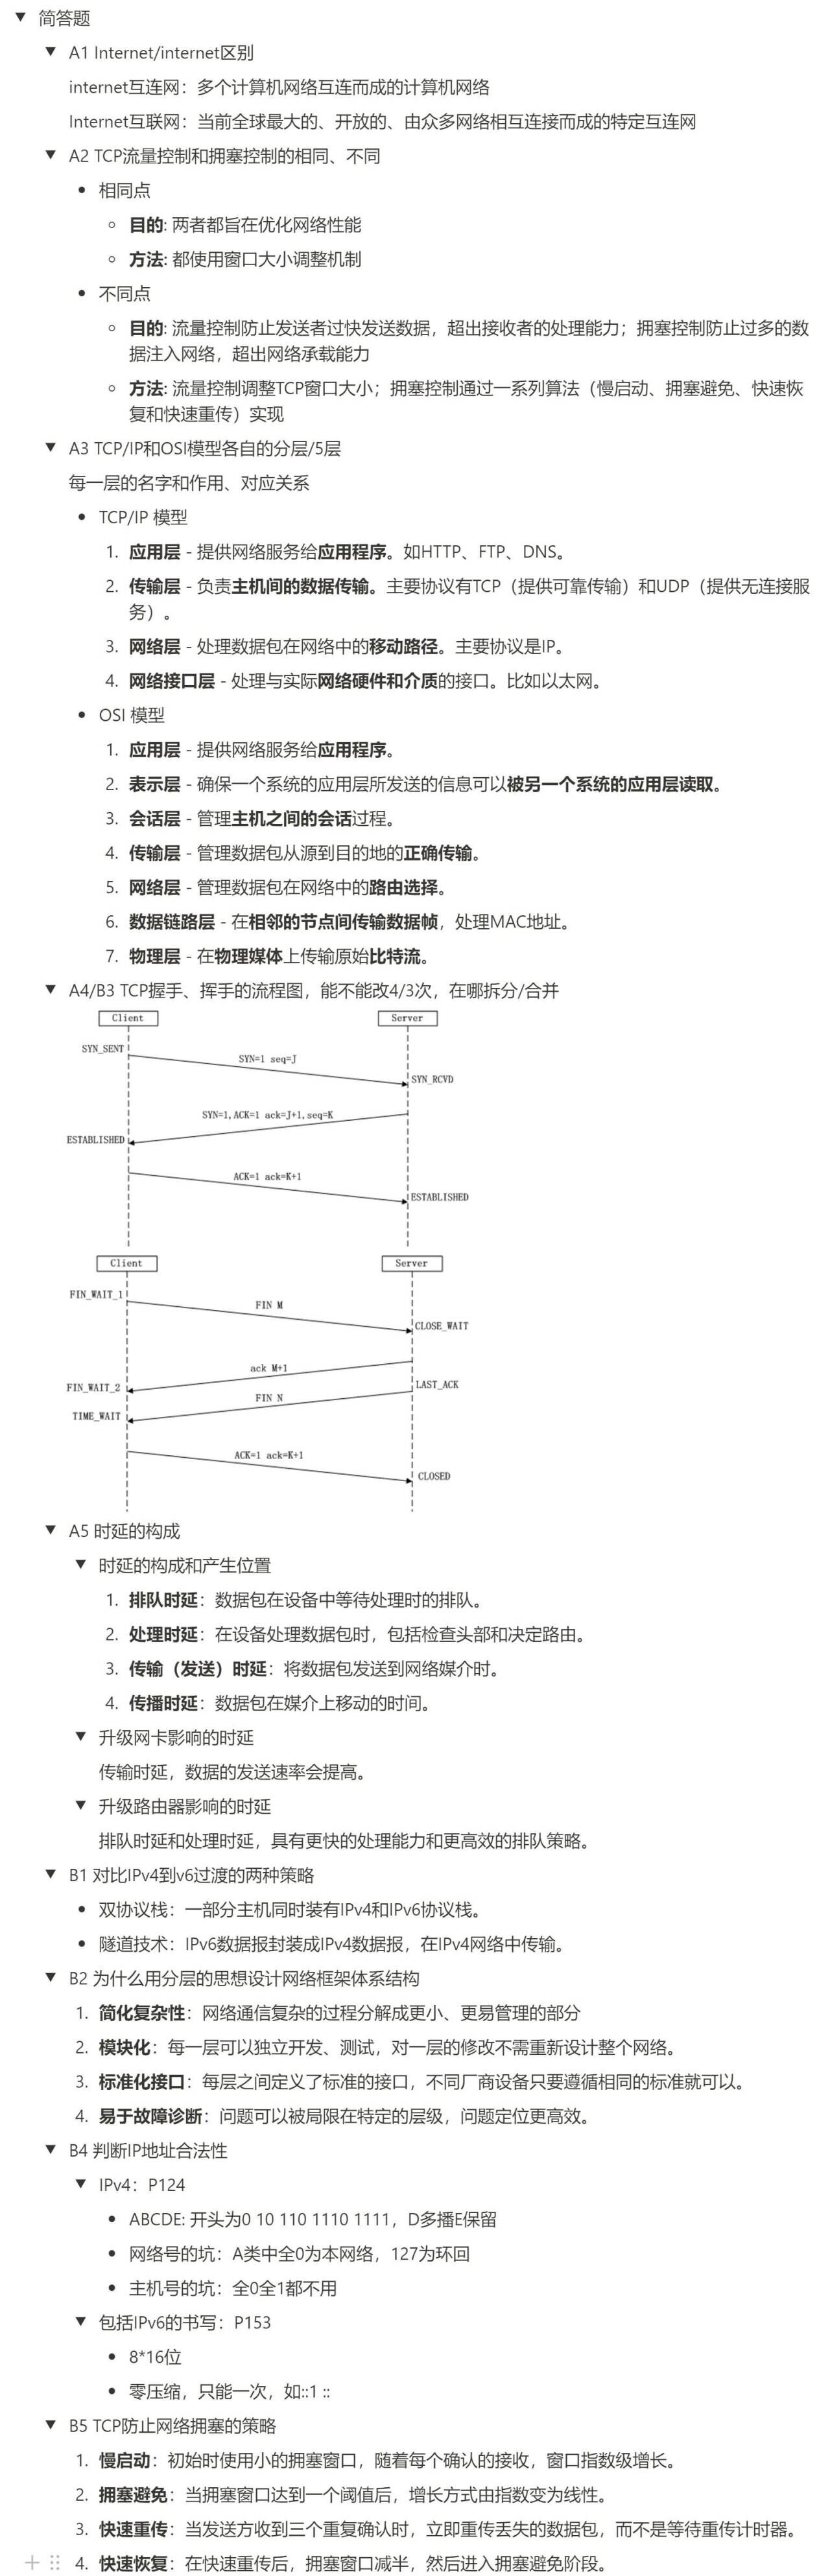 简答题
A1 Internet/internet区别
internet互连网：多个计算机网络互连而成的计算机网络
Internet互联网：当前全球最大的、开放的、由众多网络相互连接而成的特定互连网
A2 TCP流量控制和拥塞控制的相同、不同
相同点
目的: 两者都旨在优化网络性能
方法: 都使用窗口大小调整机制
不同点
目的: 流量控制防止发送者过快发送数据，超出接收者的处理能力；拥塞控制防止过多的数
据注入网络，超出网络承载能力
方法: 流量控制调整TCP窗口大小；拥塞控制通过一系列算法（慢启动、拥塞避免、快速恢
复和快速重传）实现
A3 TCP/IP和OSI模型各自的分层/5层
每一层的名字和作用、对应关系
TCP/IP 模型
1. 应用层 - 提供网络服务给应用程序。如HTTP、FTP、DNS。
2. 传输层 - 负责主机间的数据传输。主要协议有TCP（提供可靠传输）和UDP（提供无连接服
务）。
3. 网络层 - 处理数据包在网络中的移动路径。主要协议是IP。
4. 网络接口层 - 处理与实际网络硬件和介质的接口。比如以太网。
OSI 模型
1. 应用层 - 提供网络服务给应用程序。
2. 表示层 - 确保一个系统的应用层所发送的信息可以被另一个系统的应用层读取。
3. 会话层 - 管理主机之间的会话过程。
4. 传输层 - 管理数据包从源到目的地的正确传输。
5. 网络层 - 管理数据包在网络中的路由选择。
6. 数据链路层 - 在相邻的节点间传输数据帧，处理MAC地址。
7. 物理层 - 在物理媒体上传输原始比特流。
A4/B3 TCP握手、挥手的流程图，能不能改4/3次，在哪拆分/合并
Client Server
SYN_SENT
SYN=1 seq=J
SYN_RCVD
SYN=1,ACK=1 ack=J+1,seq=K
ESTABLISHED
ACK=1 ack=K+1
ESTABLISHED
Client Server
FIN_WAIT_1
FIN M
CLOSE_WAIT
ack M+1
FIN_WAIT_2
LAST_ACK
FIN N
TIME_WAIT
ACK=1 ack=K+1
CLOSED
A5 时延的构成
时延的构成和产生位置
1. 排队时延：数据包在设备中等待处理时的排队。
2. 处理时延：在设备处理数据包时，包括检查头部和决定路由。
3. 传输（发送）时延：将数据包发送到网络媒介时。
4. 传播时延：数据包在媒介上移动的时间。
升级网卡影响的时延
传输时延，数据的发送速率会提高。
升级路由器影响的时延
排队时延和处理时延，具有更快的处理能力和更高效的排队策略。
B1 对比IPv4到v6过渡的两种策略
双协议栈：一部分主机同时装有IPv4和IPv6协议栈。
隧道技术：IPv6数据报封装成IPv4数据报，在IPv4网络中传输。
B2 为什么用分层的思想设计网络框架体系结构
1. 简化复杂性：网络通信复杂的过程分解成更小、更易管理的部分
2. 模块化：每一层可以独立开发、测试，对一层的修改不需重新设计整个网络。
3. 标准化接口：每层之间定义了标准的接口，不同厂商设备只要遵循相同的标准就可以。
4. 易于故障诊断：问题可以被局限在特定的层级，问题定位更高效。
B4 判断IP地址合法性
IPv4：P124
ABCDE: 开头为0 10 110 1110 1111，D多播E保留
网络号的坑：A类中全0为本网络，127为环回
主机号的坑：全0全1都不用
包括IPv6的书写：P153
8*16位
零压缩，只能一次，如::1 ::
B5 TCP防止网络拥塞的策略
1. 慢启动：初始时使用小的拥塞窗口，随着每个确认的接收，窗口指数级增长。
2. 拥塞避免：当拥塞窗口达到一个阈值后，增长方式由指数变为线性。
3. 快速重传：当发送方收到三个重复确认时，立即重传丢失的数据包，而不是等待重传计时器。
4. 快速恢复：在快速重传后，拥塞窗口减半，然后进入拥塞避免阶段。